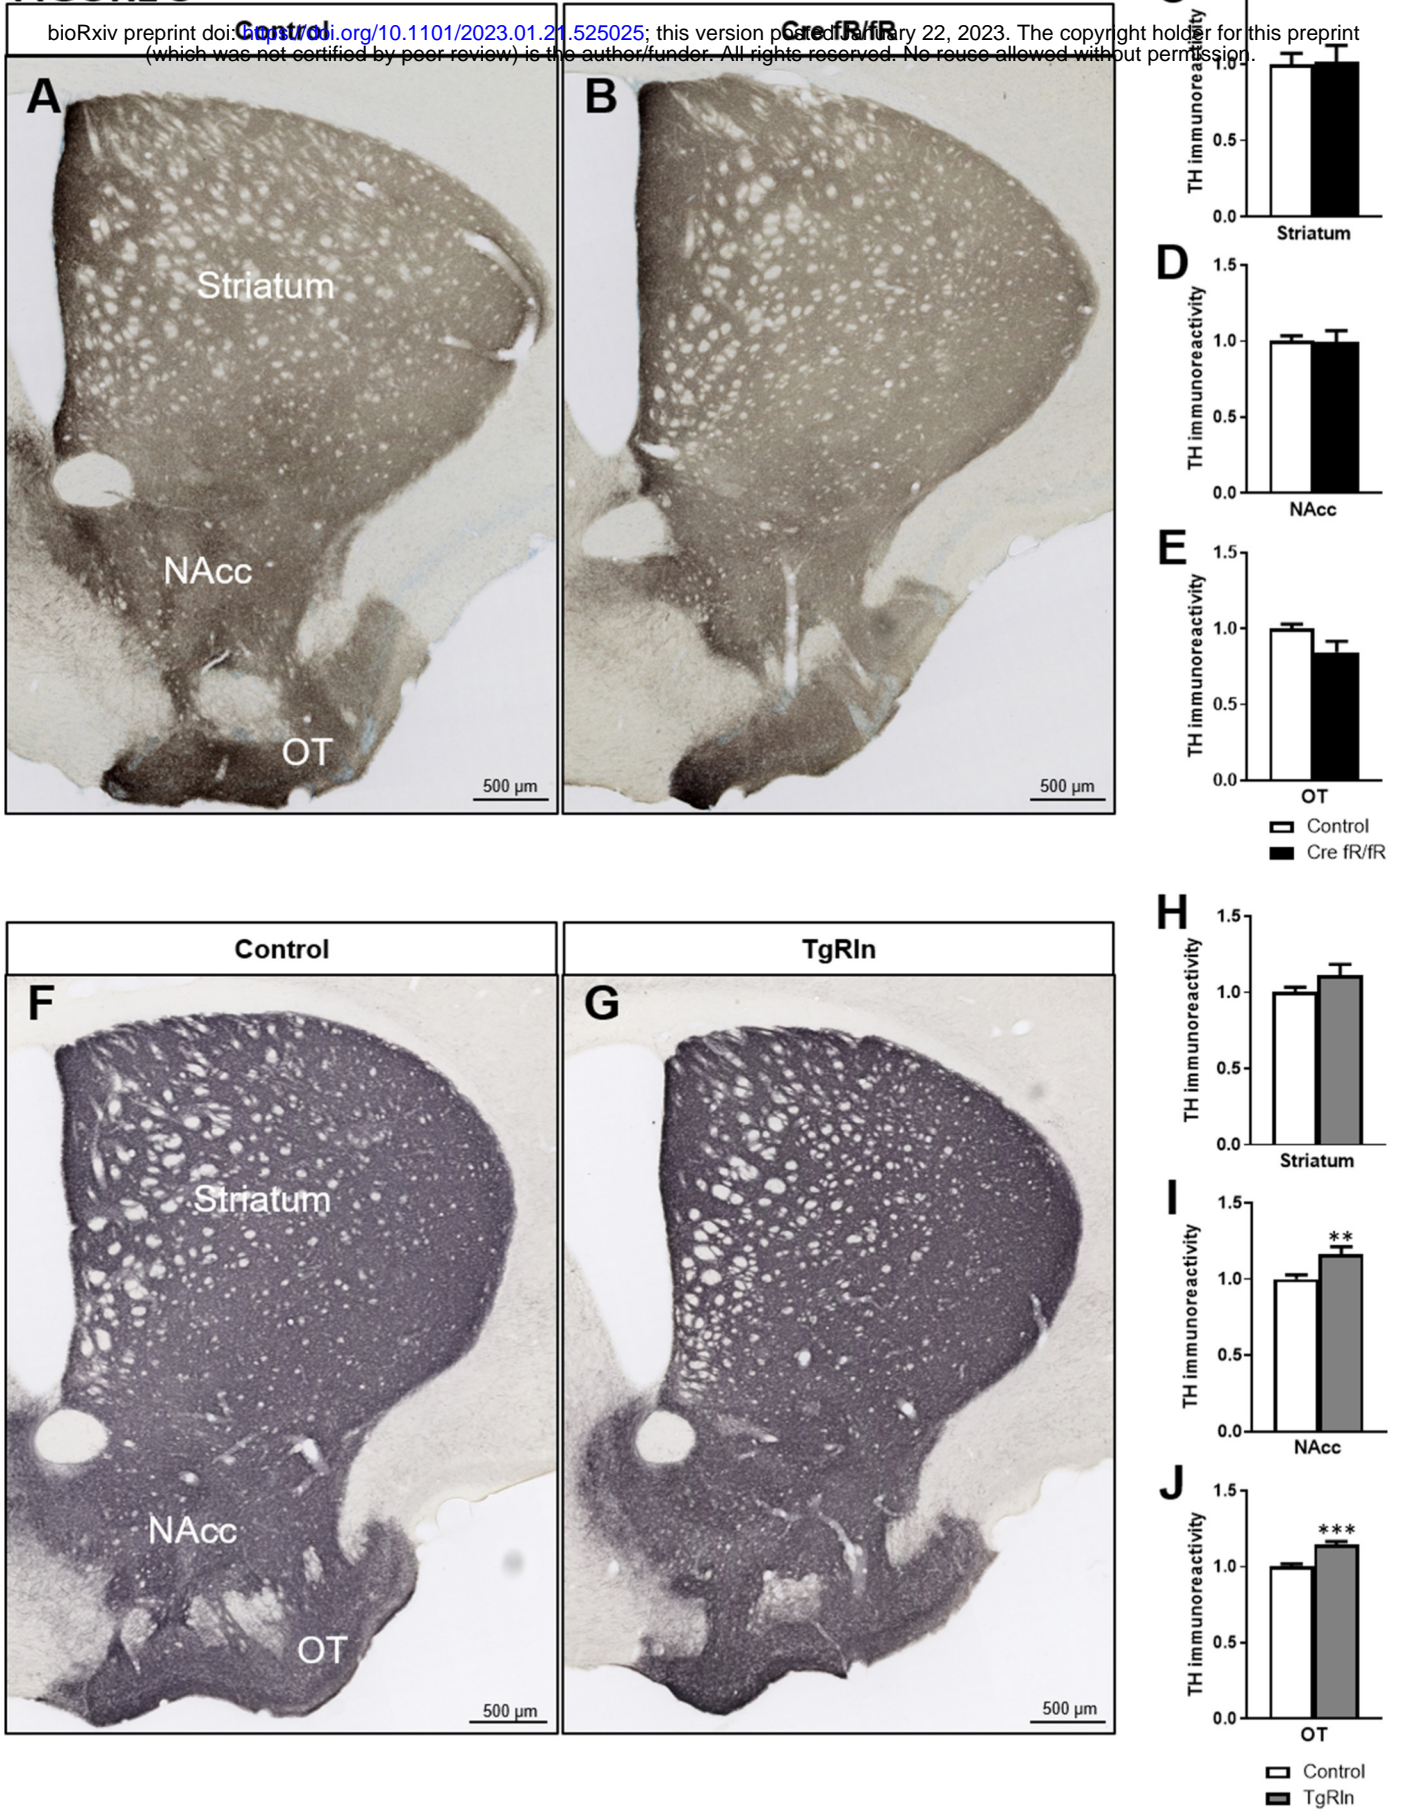 Control
Cre fR/fR
bioRxiv preprint doi: https://doi.org/10.1101/2023.01.21.525025; this version posted January 22, 2023. The copyright holder for this preprint
(which was not certified by peer review) is the author/funder. All rights reserved. No reuse allowed without permission.
A
Striatum
NAcc
OT
500 µm
B
500 µm
TH immunoreactivity
1.0
0.5
0.0
Striatum
D
TH immunoreactivity
1.5
1.0
0.5
0.0
NAcc
E
TH immunoreactivity
1.5
1.0
0.5
0.0
OT
Control
Cre fR/fR
Control
TgRln
F
Striatum
NAcc
OT
500 µm
G
500 µm
H
TH immunoreactivity
1.5
1.0
0.5
0.0
Striatum
I
TH immunoreactivity
1.5
1.0
0.5
0.0
**
NAcc
J
TH immunoreactivity
1.5
1.0
0.5
0.0
***
OT
Control
TgRln